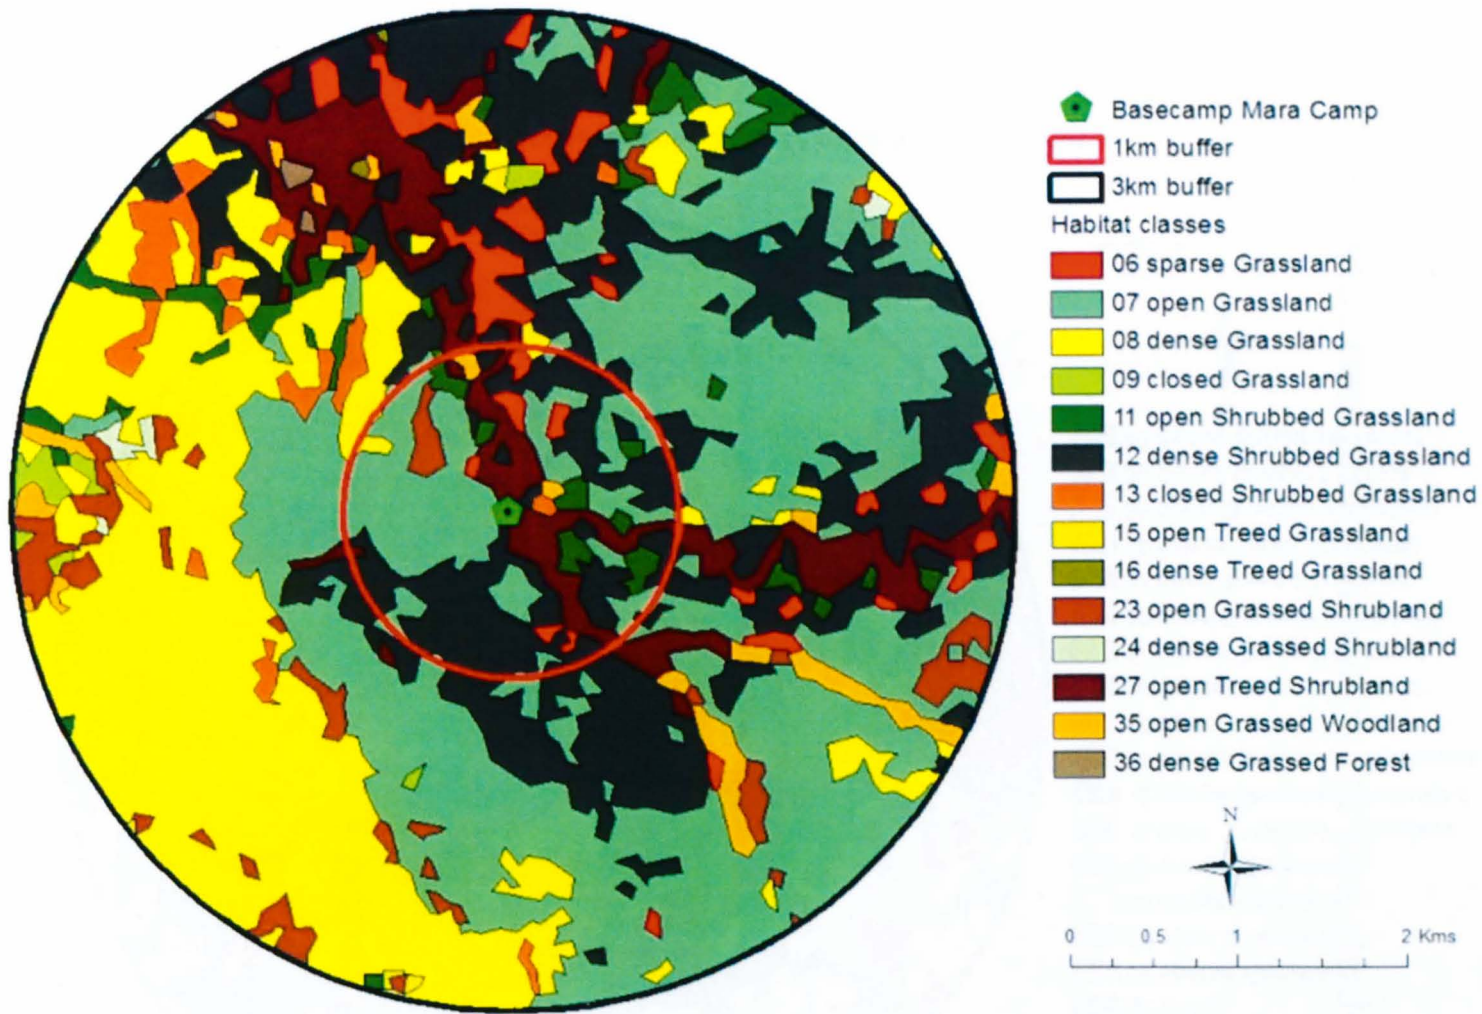 Basecamp Mara Camp
1km buffer
3km buffer
Habitat classes
06 sparse Grassland
07 open Grassland
08 dense Grassland
09 closed Grassland
11 open Shrubbed Grassland
12 dense Shrubbed Grassland
13 closed Shrubbed Grassland
15 open Treed Grassland
16 dense Treed Grassland
23 open Grassed Shrubland
24 dense Grassed Shrubland
27 open Treed Shrubland
35 open Grassed Woodland
36 dense Grassed Forest
N
0 0.5 1 2 Kms